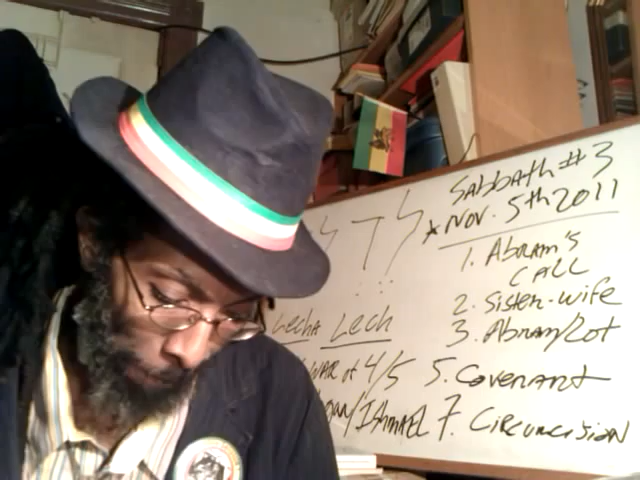 Sabbath #3
* Nov. 5th 2011
לך
1. Abram's
Call
2. Sister-wife
Lecha Lech
3. Abram/Lot
War of 4/5
5. Covenant
/Ishmael
7. Circumcision